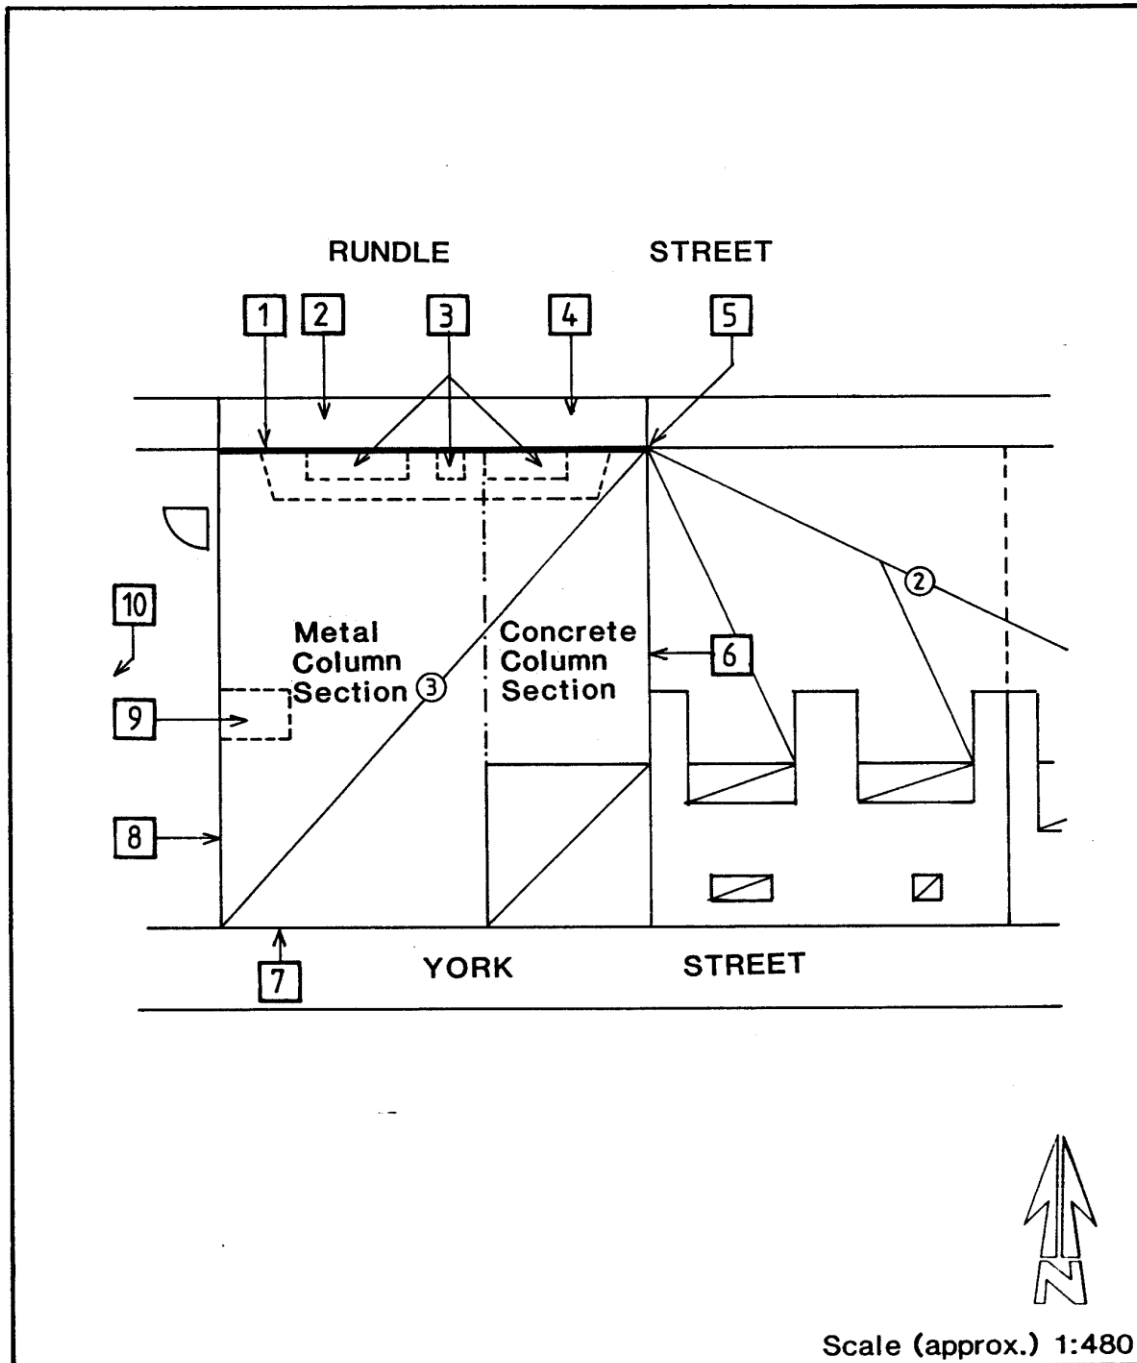 RUNDLE STREET
1 2 3 4 5
10
Metal Column Section
Concrete Column Section
6
2
3
9
8
7
YORK STREET
N
Scale (approx.) 1:480